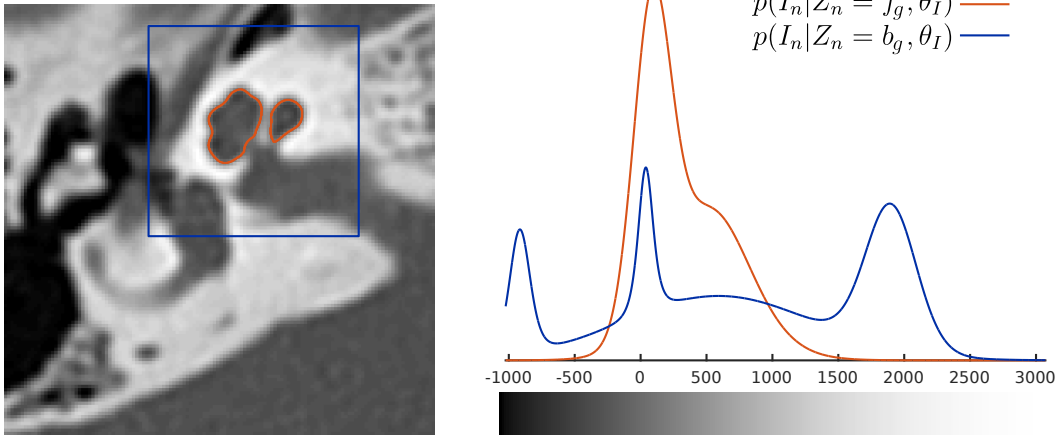 p(I_n|Z_n = f_g, θ_I)
p(I_n|Z_n = b_g, θ_I)
-1000 -500 0 500 1000 1500 2000 2500 3000